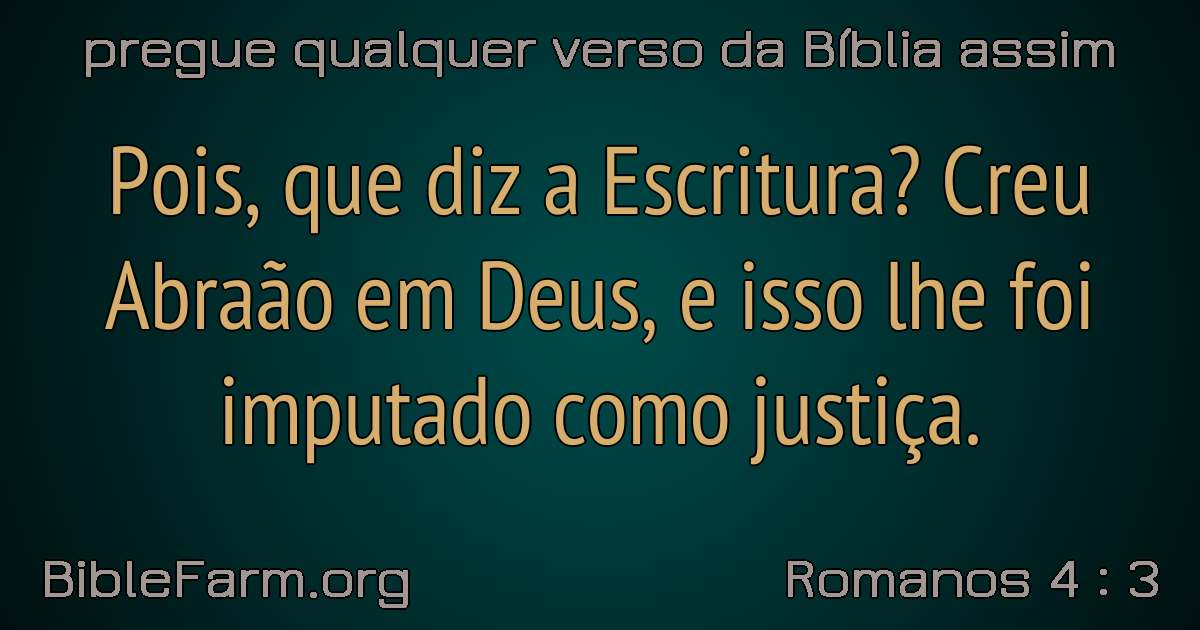 pregue qualquer verso da Bíblia assim
Pois, que diz a Escritura? Creu
Abraão em Deus, e isso lhe foi
imputado como justiça.
BibleFarm.org
Romanos 4 : 3